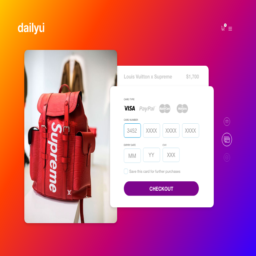 dailyui
Louis Vuitton x Supreme
$1,700
VISA PayPal
3452 XXXX XXXX XXXX
MM YY XXX
Save this card for further purchases
CHECKOUT
Supreme